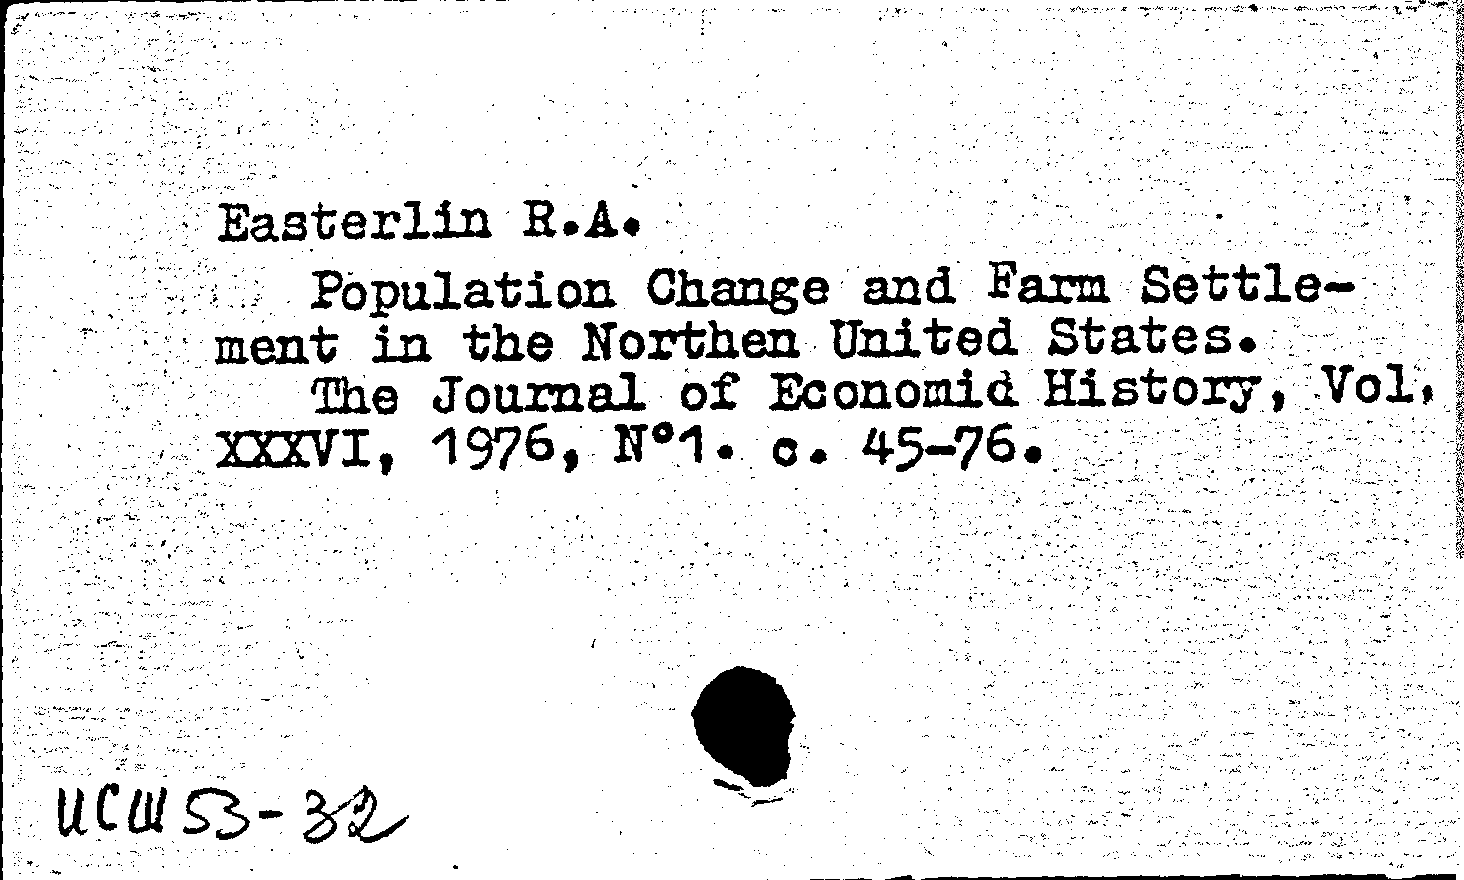 Easterlin R.A.
Population Change and Farm Settle-
ment in the Northen United States.
The Journal of Economid History, Vol.
XXXVI, 1976, N°1. c. 45-76.
ИСШ 53-32